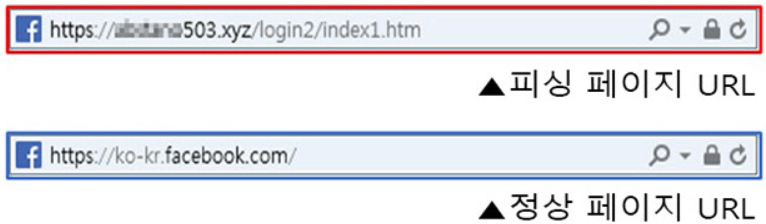 https://503.xyz/login2/index1.htm
▲피싱 페이지 URL
https://ko-kr.facebook.com/
▲정상 페이지 URL